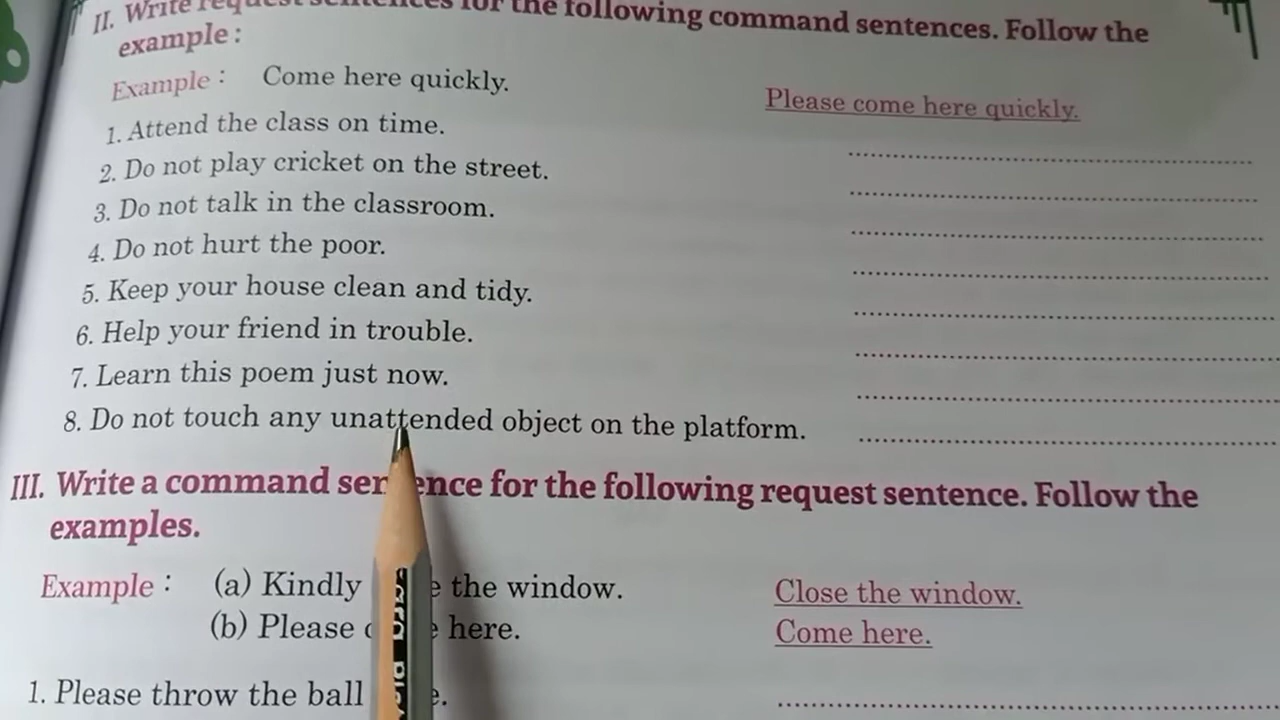 II. Write request sentences for the following command sentences. Follow the
example :
Example : Come here quickly. Please come here quickly.
1. Attend the class on time.
2. Do not play cricket on the street.
3. Do not talk in the classroom.
4. Do not hurt the poor.
5. Keep your house clean and tidy.
6. Help your friend in trouble.
7. Learn this poem just now.
8. Do not touch any unattended object on the platform.
III. Write a command sentence for the following request sentence. Follow the
examples.
Example : (a) Kindly the window. Close the window.
(b) Please here. Come here.
1. Please throw the ball